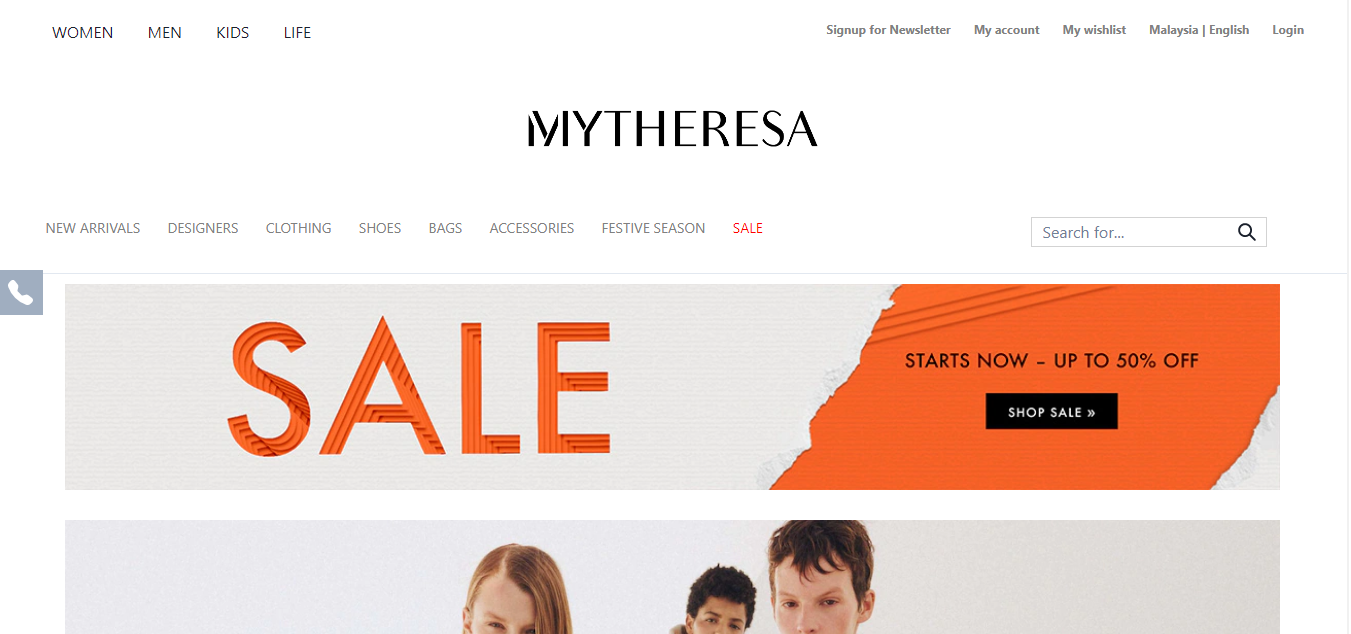 WOMEN MEN KIDS LIFE Signup for Newsletter My account My wishlist Malaysia | English Login
MYTHERESA
NEW ARRIVALS DESIGNERS CLOTHING SHOES BAGS ACCESSORIES FESTIVE SEASON SALE Search for...
SALE
STARTS NOW – UP TO 50% OFF
SHOP SALE »